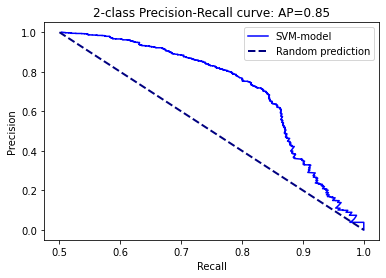 2-class Precision-Recall curve: AP=0.85
SVM-model
Random prediction
Precision
1.0
0.8
0.6
0.4
0.2
0.0
0.5 0.6 0.7 0.8 0.9 1.0
Recall